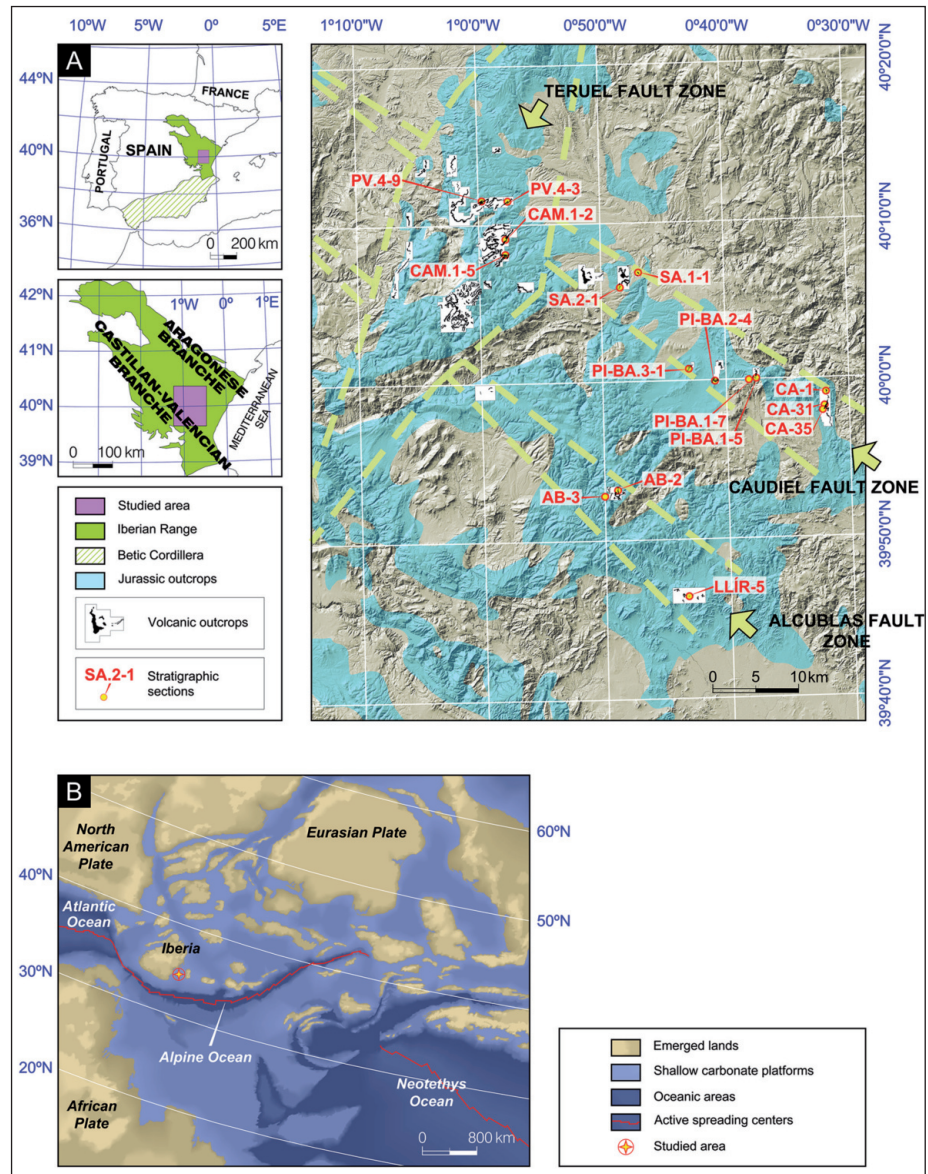 10ºW 5ºW 0º 5ºE
A
44ºN
40ºN
36ºN
FRANCE
PORTUGAL
SPAIN
0 200 km
1ºW 0º 1ºE
42ºN
41ºN
40ºN
39ºN
ARAGONESE
BRANCHE
CASTILIAN-VALENCIAN
BRANCHE
MEDITERRANEAN
SEA
0 100 km
Studied area
Iberian Range
Betic Cordillera
Jurassic outcrops
Volcanic outcrops
SA.2-1
Stratigraphic
sections
1º10'0"W 1º0'0"W 0º50'0"W 0º40'0"W 0º30'0"W
40º20'0"N
40º10'0"N
40º0'0"N
39º50'0"N
39º40'0"N
TERUEL FAULT ZONE
PV.4-9
PV.4-3
CAM.1-2
CAM.1-5
SA.1-1
SA.2-1
PI-BA.2-4
PI-BA.3-1
PI-BA.1-7
PI-BA.1-5
CA-1
CA-31
CA-35
CAUDIEL FAULT ZONE
AB-2
AB-3
LLÍR-5
ALCUBLAS FAULT
ZONE
0 5 10km
B
North
American
Plate
Eurasian Plate
60ºN
50ºN
40ºN
30ºN
20ºN
Atlantic
Ocean
Iberia
Alpine Ocean
Neotethys
Ocean
African
Plate
0 800 km
Emerged lands
Shallow carbonate platforms
Oceanic areas
Active spreading centers
Studied area